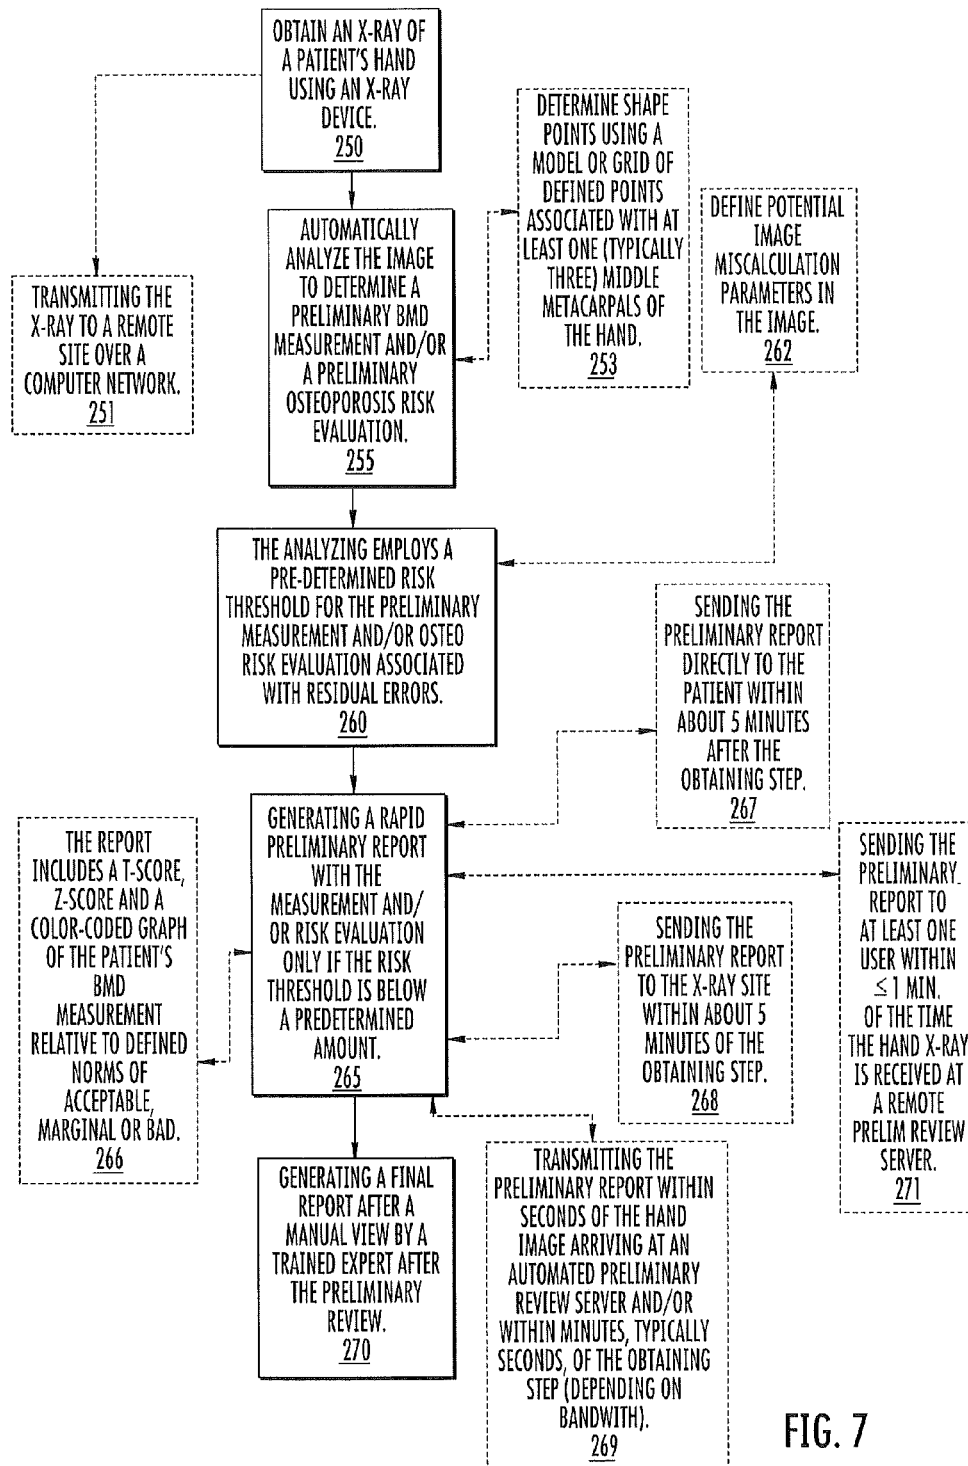 OBTAIN AN X-RAY OF
A PATIENT'S HAND
USING AN X-RAY
DEVICE.
250
TRANSMITTING THE
X-RAY TO A REMOTE
SITE OVER A
COMPUTER NETWORK.
251
AUTOMATICALLY
ANALYZE THE IMAGE
TO DETERMINE A
PRELIMINARY BMD
MEASUREMENT AND/OR
A PRELIMINARY
OSTEOPOROSIS RISK
EVALUATION.
255
DETERMINE SHAPE
POINTS USING A
MODEL OR GRID OF
DEFINED POINTS
ASSOCIATED WITH AT
LEAST ONE (TYPICALLY
THREE) MIDDLE
METACARPALS OF
THE HAND.
253
DEFINE POTENTIAL
IMAGE
MISCALCULATION
PARAMETERS IN
THE IMAGE.
262
THE ANALYZING EMPLOYS A
PRE-DETERMINED RISK
THRESHOLD FOR THE PRELIMINARY
MEASUREMENT AND/OR OSTEO
RISK EVALUATION ASSOCIATED
WITH RESIDUAL ERRORS.
260
SENDING THE
PRELIMINARY REPORT
DIRECTLY TO THE
PATIENT WITHIN
ABOUT 5 MINUTES
AFTER THE
OBTAINING STEP.
267
GENERATING A RAPID
PRELIMINARY REPORT
WITH THE
MEASUREMENT AND/
OR RISK EVALUATION
ONLY IF THE RISK
THRESHOLD IS BELOW
A PREDETERMINED
AMOUNT.
265
THE REPORT
INCLUDES A T-SCORE,
Z-SCORE AND A
COLOR-CODED GRAPH
OF THE PATIENT'S
BMD
MEASUREMENT
RELATIVE TO DEFINED
NORMS OF
ACCEPTABLE,
MARGINAL OR BAD.
266
SENDING THE
PRELIMINARY REPORT
TO THE X-RAY SITE
WITHIN ABOUT 5
MINUTES OF THE
OBTAINING STEP.
268
SENDING THE
PRELIMINARY
REPORT TO
AT LEAST ONE
USER WITHIN
≤1 MIN.
OF THE TIME
THE HAND X-RAY
IS RECEIVED AT
A REMOTE
PRELIM REVIEW
SERVER.
271
GENERATING A FINAL
REPORT AFTER A
MANUAL VIEW BY A
TRAINED EXPERT AFTER
THE PRELIMINARY
REVIEW.
270
TRANSMITTING THE
PRELIMINARY REPORT WITHIN
SECONDS OF THE HAND
IMAGE ARRIVING AT AN
AUTOMATED PRELIMINARY
REVIEW SERVER AND/OR
WITHIN MINUTES, TYPICALLY
SECONDS, OF THE OBTAINING
STEP (DEPENDING ON
BANDWITH).
269
FIG. 7